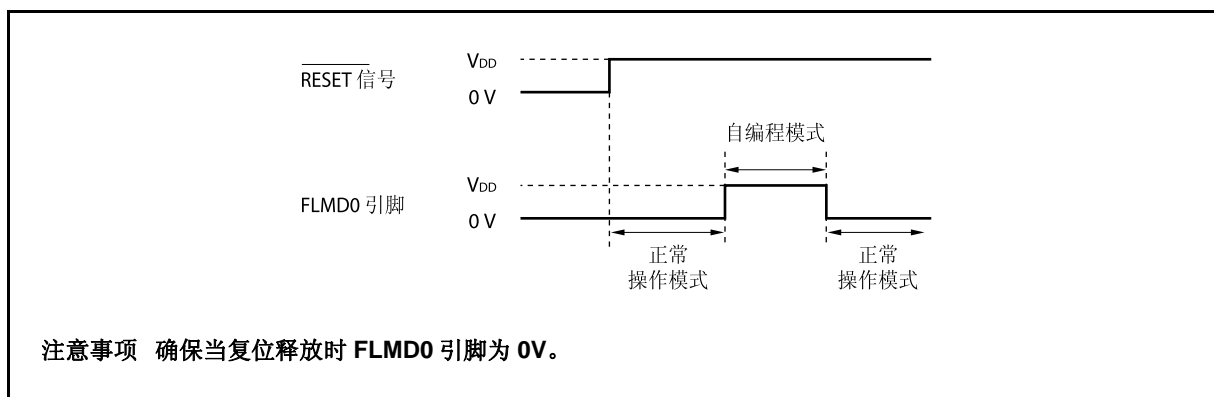 RESET 信号
VDD
0 V
自编程模式
FLMD0 引脚
VDD
0 V
正常
操作模式
正常
操作模式
注意事项 确保当复位释放时 FLMD0 引脚为 0V。